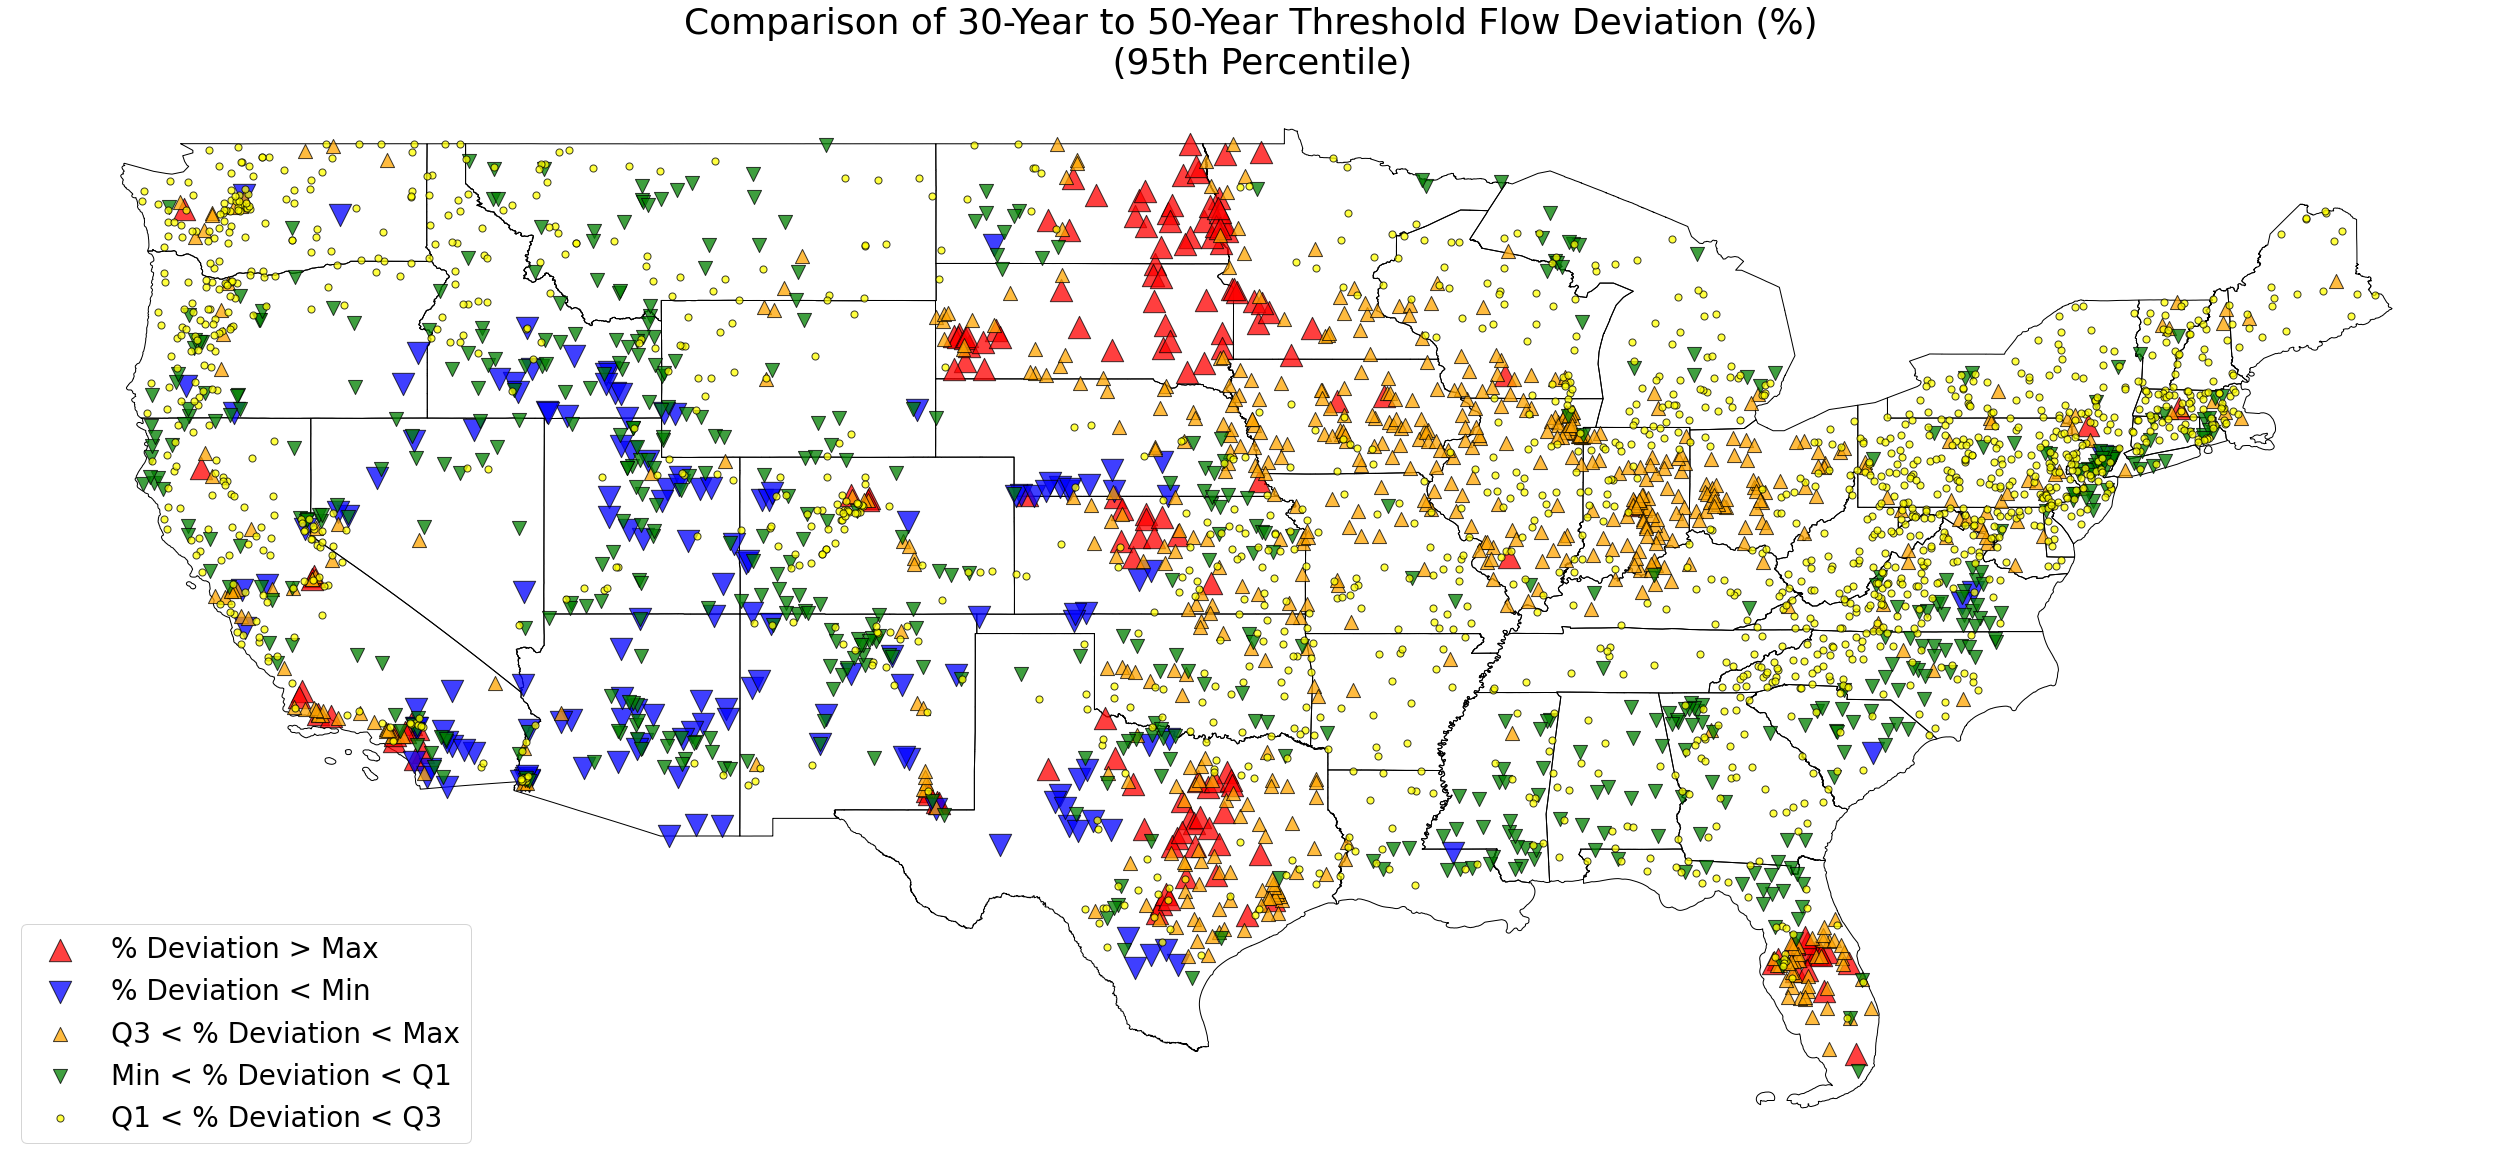 Comparison of 30-Year to 50-Year Threshold Flow Deviation (%)
(95th Percentile)
% Deviation > Max
% Deviation < Min
Q3 < % Deviation < Max
Min < % Deviation < Q1
Q1 < % Deviation < Q3